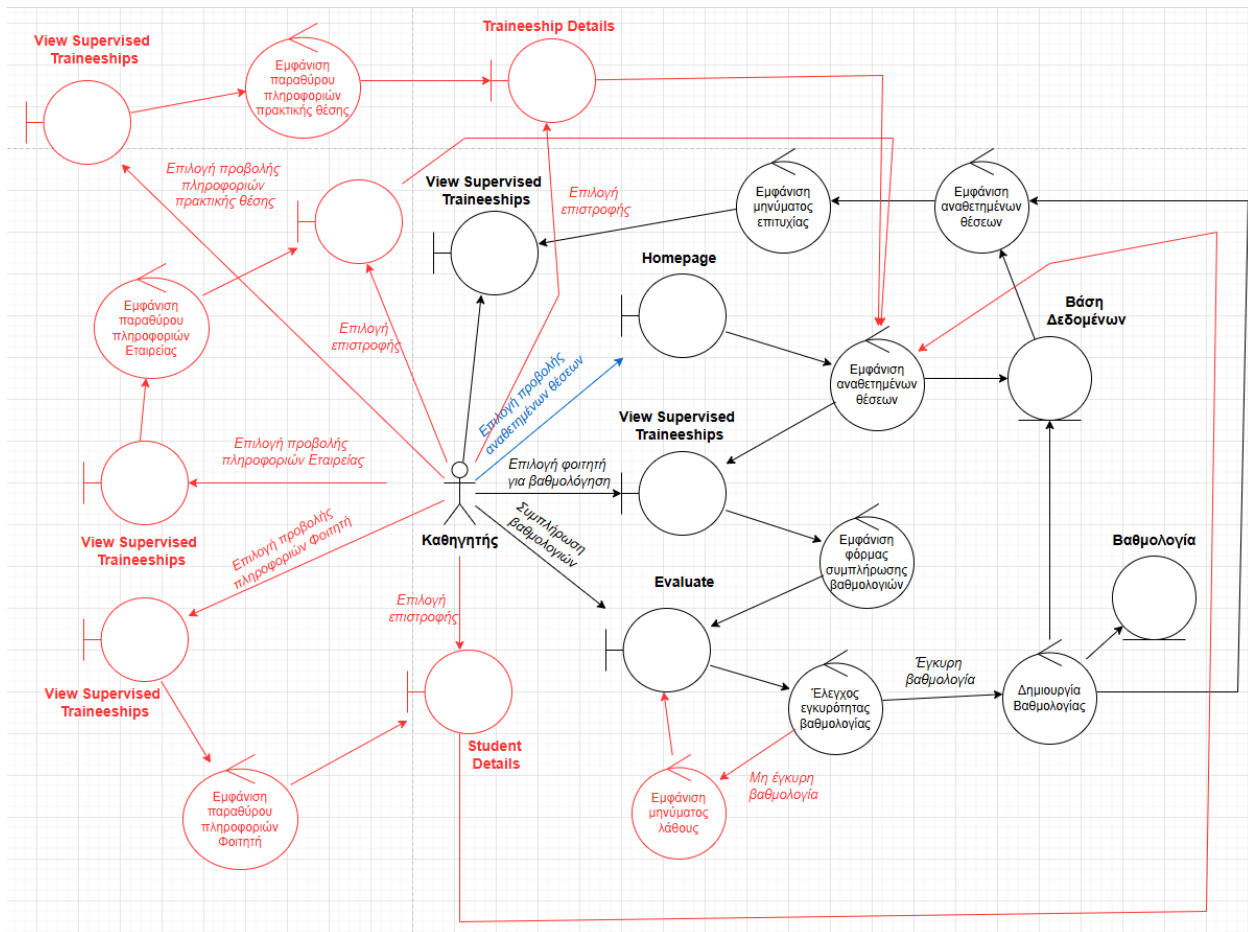 View Supervised
Traineeships
Εμφάνιση
παραθύρου
πληροφοριών
πρακτικής θέσης
Traineeship Details
Επιλογή προβολής
πληροφοριών
πρακτικής θέσης
View Supervised
Traineeships
Επιλογή
επιστροφής
Εμφάνιση
μηνύματος
επιτυχίας
Εμφάνιση
αναθετημένων
θέσεων
Homepage
Βάση
Δεδομένων
Εμφάνιση
παραθύρου
πληροφοριών
Εταιρείας
Επιλογή
επιστροφής
Επιλογή προβολής
αναθετημένων θέσεων
Εμφάνιση
αναθετημένων
θέσεων
View Supervised
Traineeships
Επιλογή προβολής
πληροφοριών Εταιρείας
Επιλογή φοιτητή
για βαθμολόγηση
View Supervised
Traineeships
Επιλογή προβολής
πληροφοριών Φοιτητή
Καθηγητής
Συμπλήρωση
βαθμολογιών
Εμφάνιση
φόρμας
συμπλήρωσης
βαθμολογιών
Βαθμολογία
Evaluate
Επιλογή
επιστροφής
View Supervised
Traineeships
Έλεγχος
εγκυρότητας
βαθμολογίας
Έγκυρη
βαθμολογία
Δημιουργία
Βαθμολογίας
Student
Details
Εμφάνιση
παραθύρου
πληροφοριών
Φοιτητή
Εμφάνιση
μηνύματος
λάθους
Μη έγκυρη
βαθμολογία